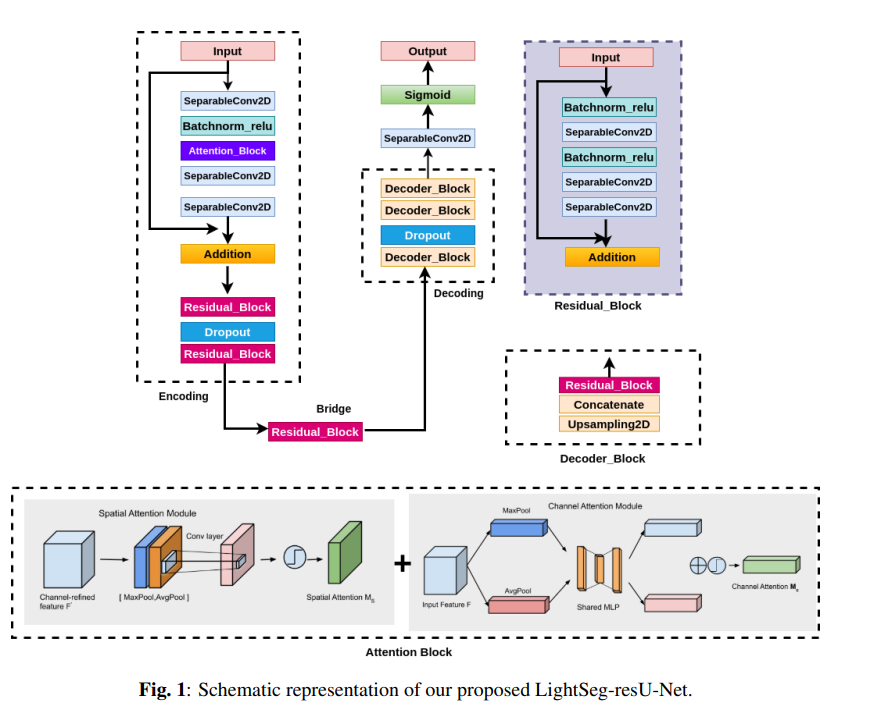 Input
SeparableConv2D
Batchnorm_relu
Attention_Block
SeparableConv2D
SeparableConv2D
Addition
Residual_Block
Dropout
Residual_Block
Encoding
Bridge
Residual_Block
Output
Sigmoid
SeparableConv2D
Decoder_Block
Decoder_Block
Dropout
Decoder_Block
Decoding
Input
Batchnorm_relu
SeparableConv2D
Batchnorm_relu
SeparableConv2D
SeparableConv2D
Addition
Residual_Block
Residual_Block
Concatenate
Upsampling2D
Decoder_Block
Spatial Attention Module
Conv layer
Channel-refined
feature F'
[ MaxPool,AvgPool ]
Spatial Attention Ms
+
Channel Attention Module
MaxPool
Input Feature F
AvgPool
Shared MLP
Channel Attention
Attention Block
Fig. 1: Schematic representation of our proposed LightSeg-resU-Net.